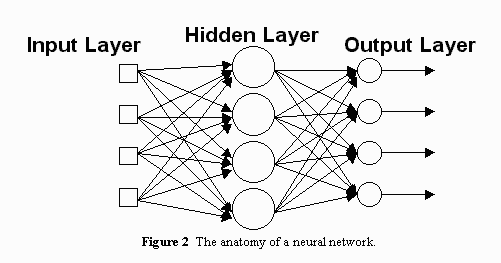 Input Layer
Hidden Layer
Output Layer
Figure 2 The anatomy of a neural network.